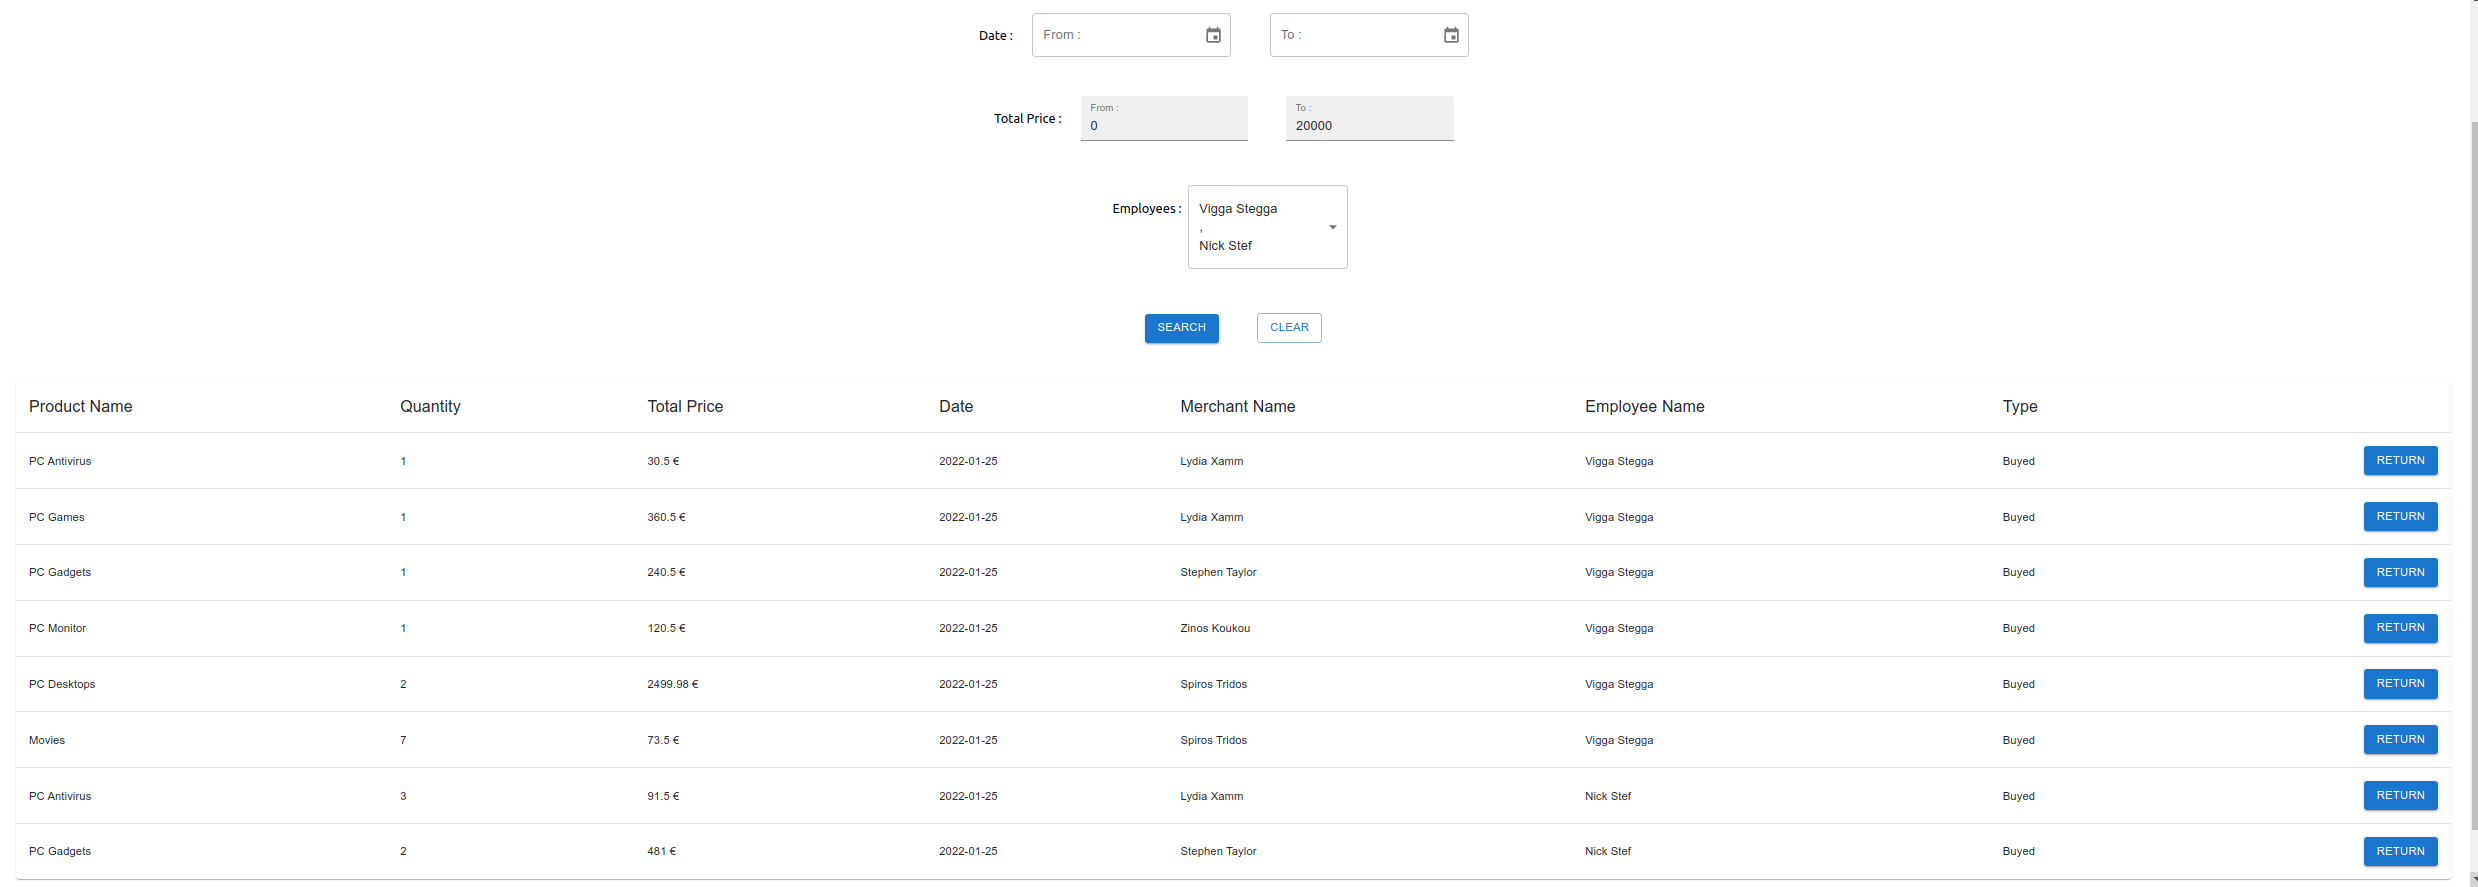 Date : From : To :
Total Price : From : 0 To : 20000
Employees : Vigga Stegga
,
Nick Stef
SEARCH CLEAR
Product Name Quantity Total Price Date Merchant Name Employee Name Type
PC Antivirus 1 30.5 € 2022-01-25 Lydia Xamm Vigga Stegga Buyed RETURN
PC Games 1 360.5 € 2022-01-25 Lydia Xamm Vigga Stegga Buyed RETURN
PC Gadgets 1 240.5 € 2022-01-25 Stephen Taylor Vigga Stegga Buyed RETURN
PC Monitor 1 120.5 € 2022-01-25 Zinos Koukou Vigga Stegga Buyed RETURN
PC Desktops 2 2499.98 € 2022-01-25 Spiros Tridos Vigga Stegga Buyed RETURN
Movies 7 73.5 € 2022-01-25 Spiros Tridos Vigga Stegga Buyed RETURN
PC Antivirus 3 91.5 € 2022-01-25 Lydia Xamm Nick Stef Buyed RETURN
PC Gadgets 2 481 € 2022-01-25 Stephen Taylor Nick Stef Buyed RETURN